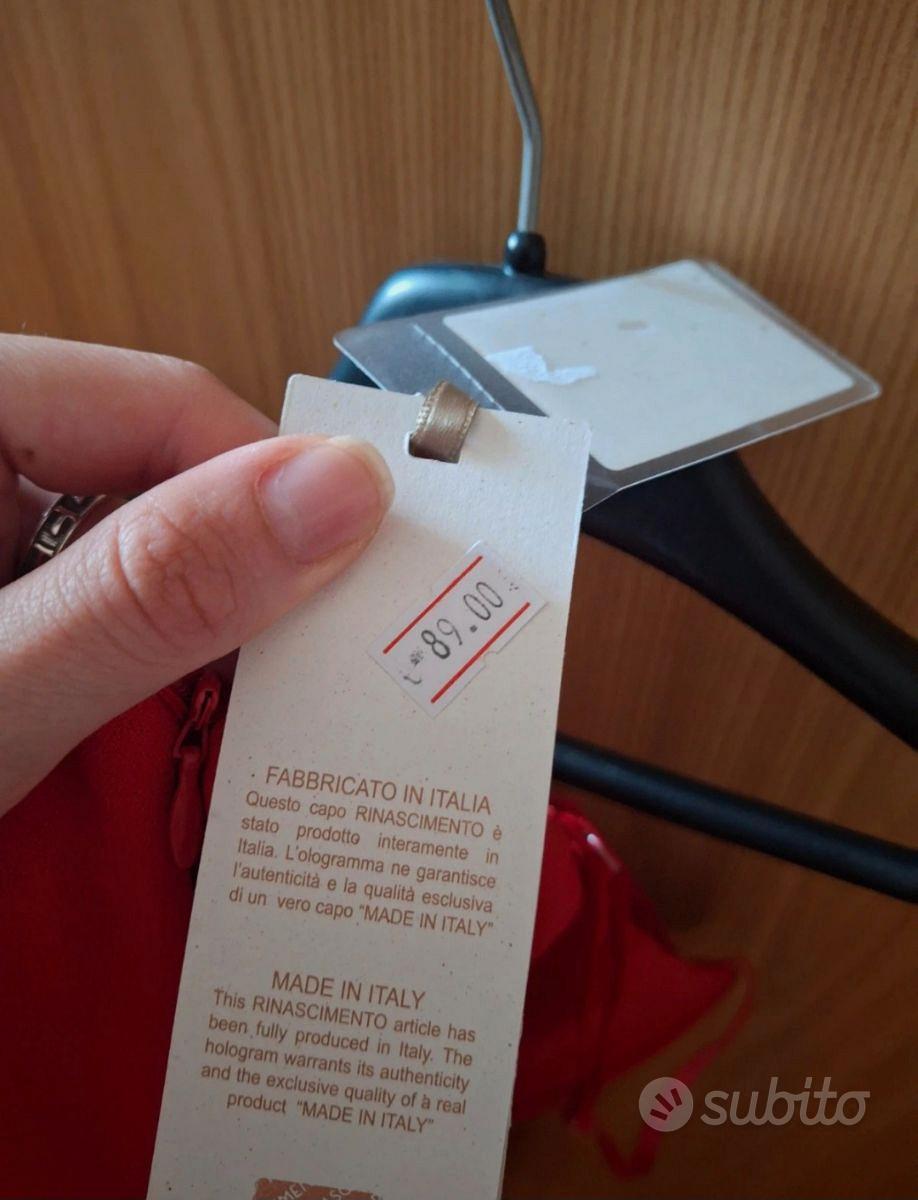 89.00
FABBRICATO IN ITALIA
Questo capo RINASCIMENTO è
stato prodotto interamente in
Italia. L'ologramma ne garantisce
l'autenticità e la qualità esclusiva
di un vero capo "MADE IN ITALY"
MADE IN ITALY
This RINASCIMENTO article has
been fully produced in Italy. The
hologram warrants its authenticity
and the exclusive quality of a real
product "MADE IN ITALY"
subito